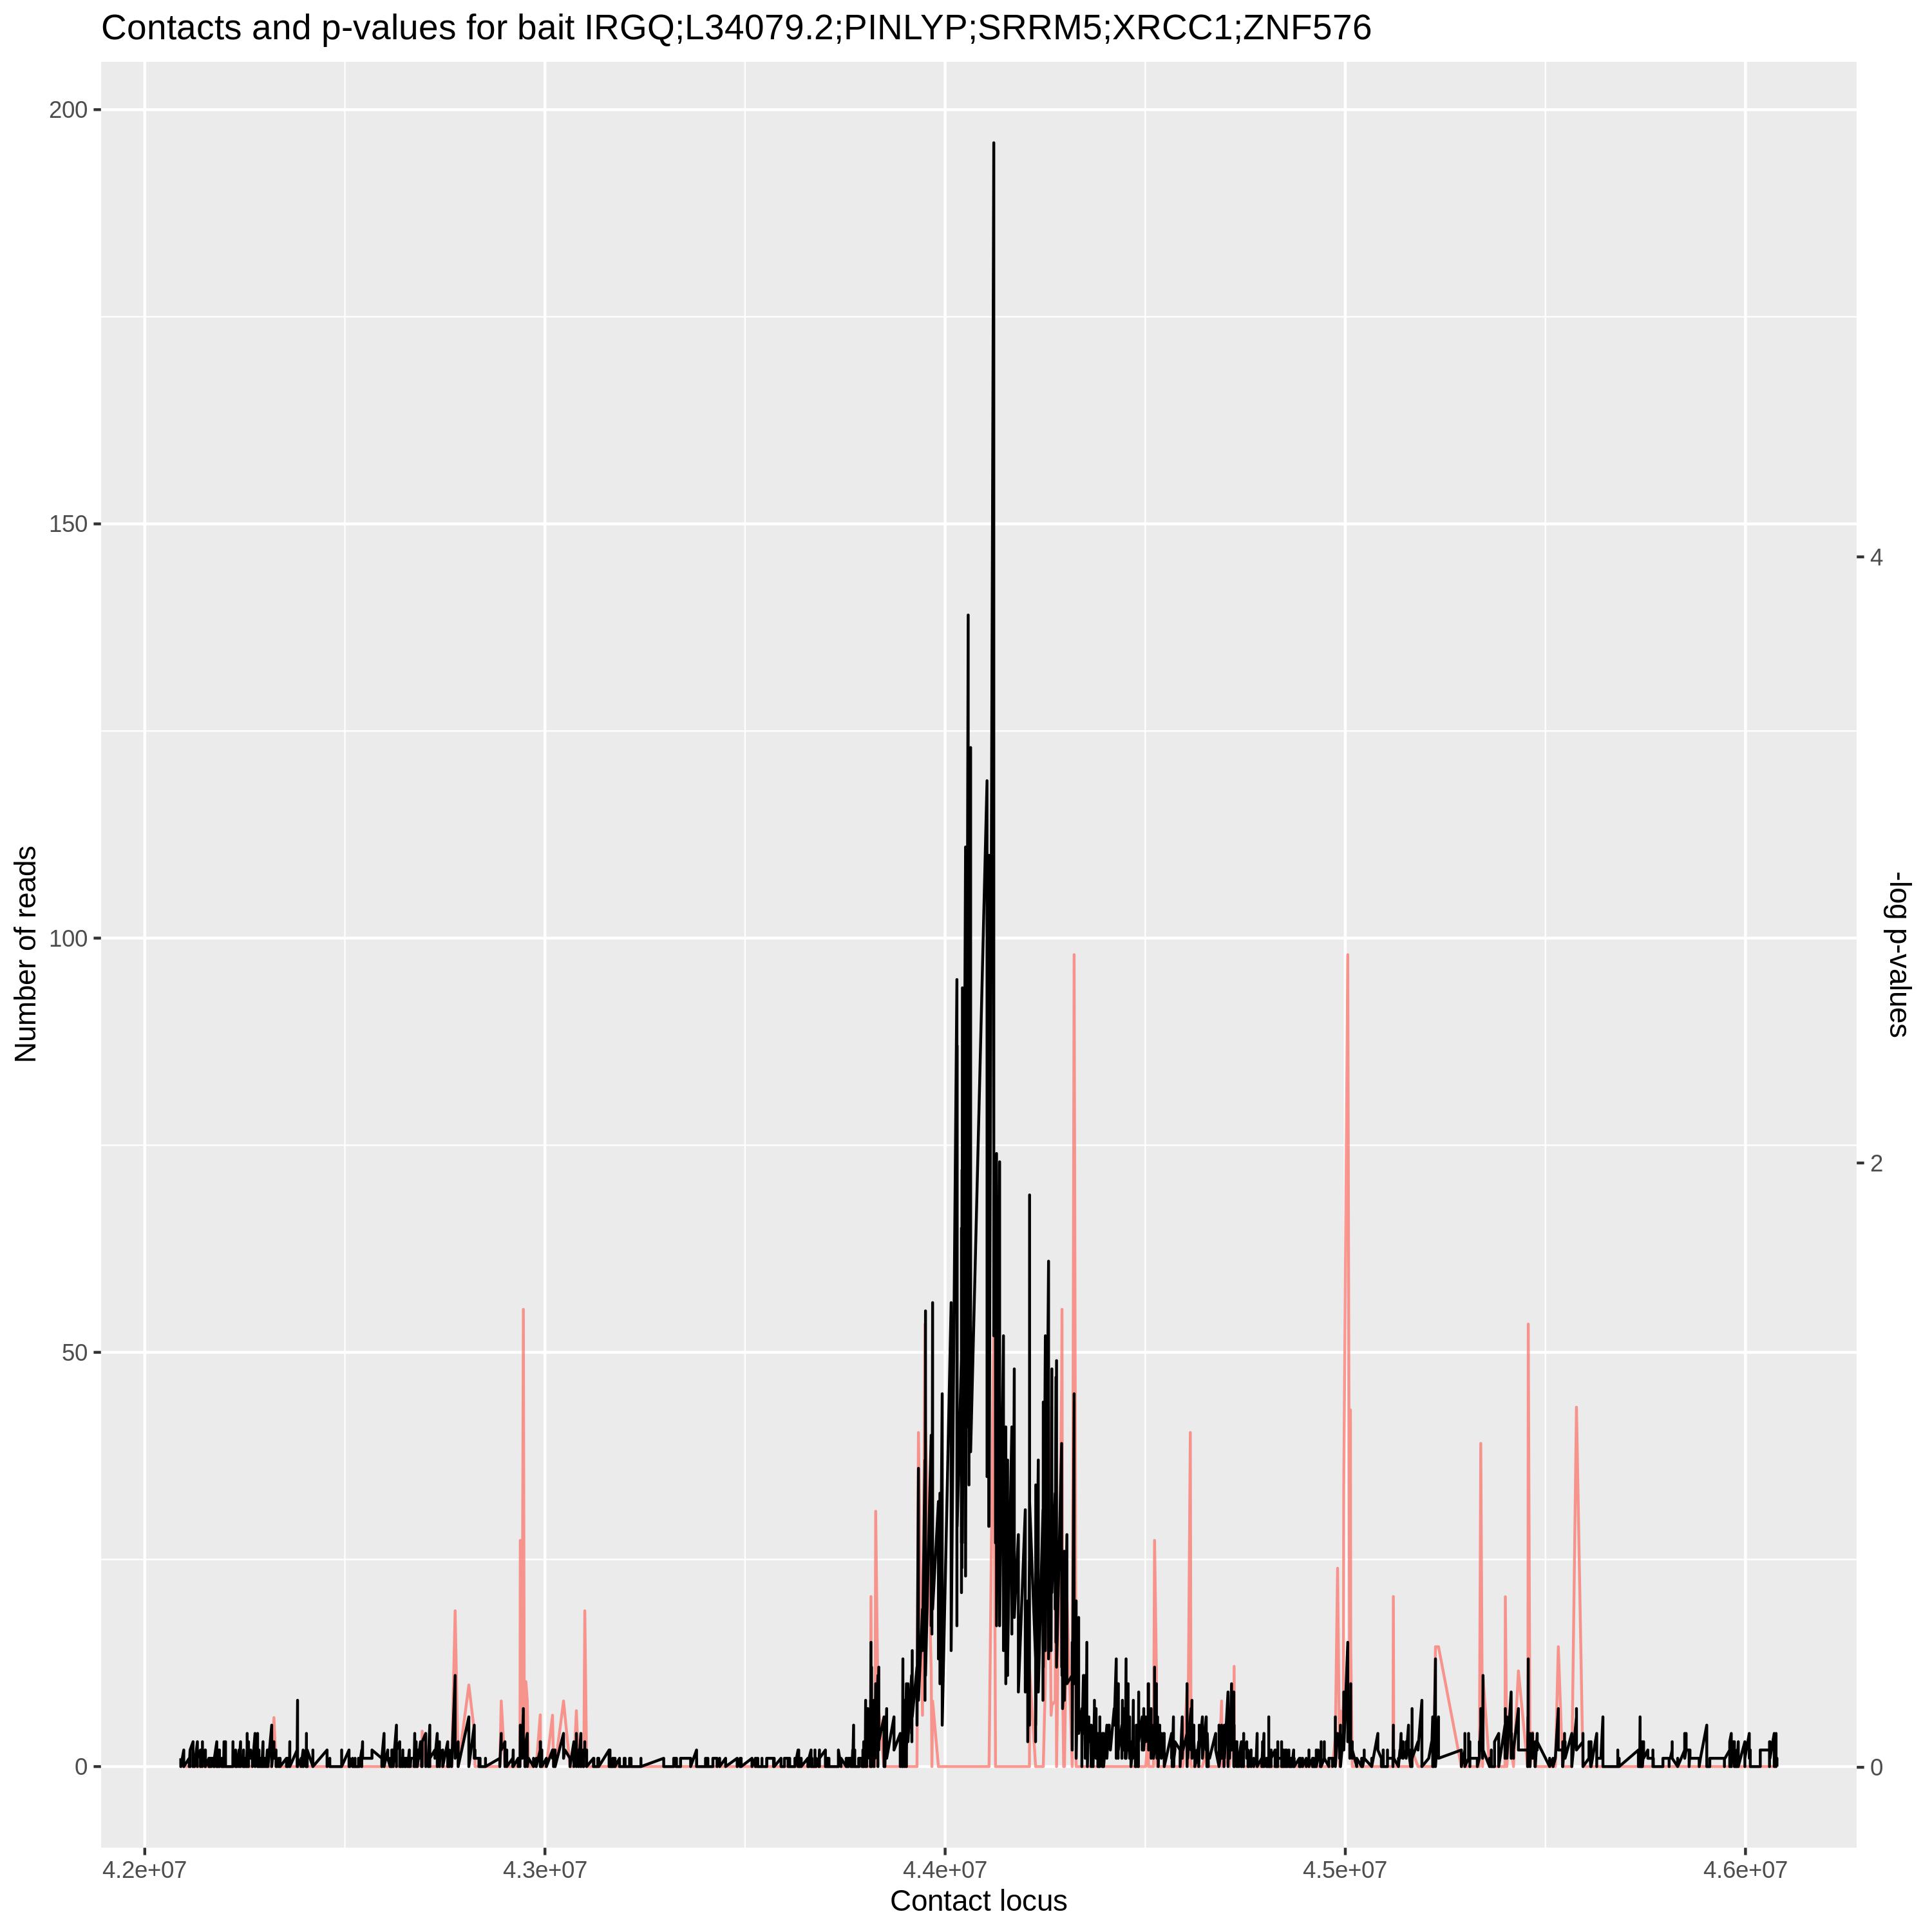 Contacts and p-values for bait IRGQ;L34079.2;PINLYP;SRRM5;XRCC1;ZNF576
200
150
100
50
0
Number of reads
4
2
0
-log p-values
4.2e+07 4.3e+07 4.4e+07 4.5e+07 4.6e+07
Contact locus